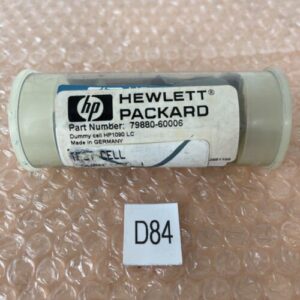 hp
HEWLETT®
PACKARD
Part Number: 79880-60006
Dummy cell HP1090 LC
Made in GERMANY
TEST CELL
D84